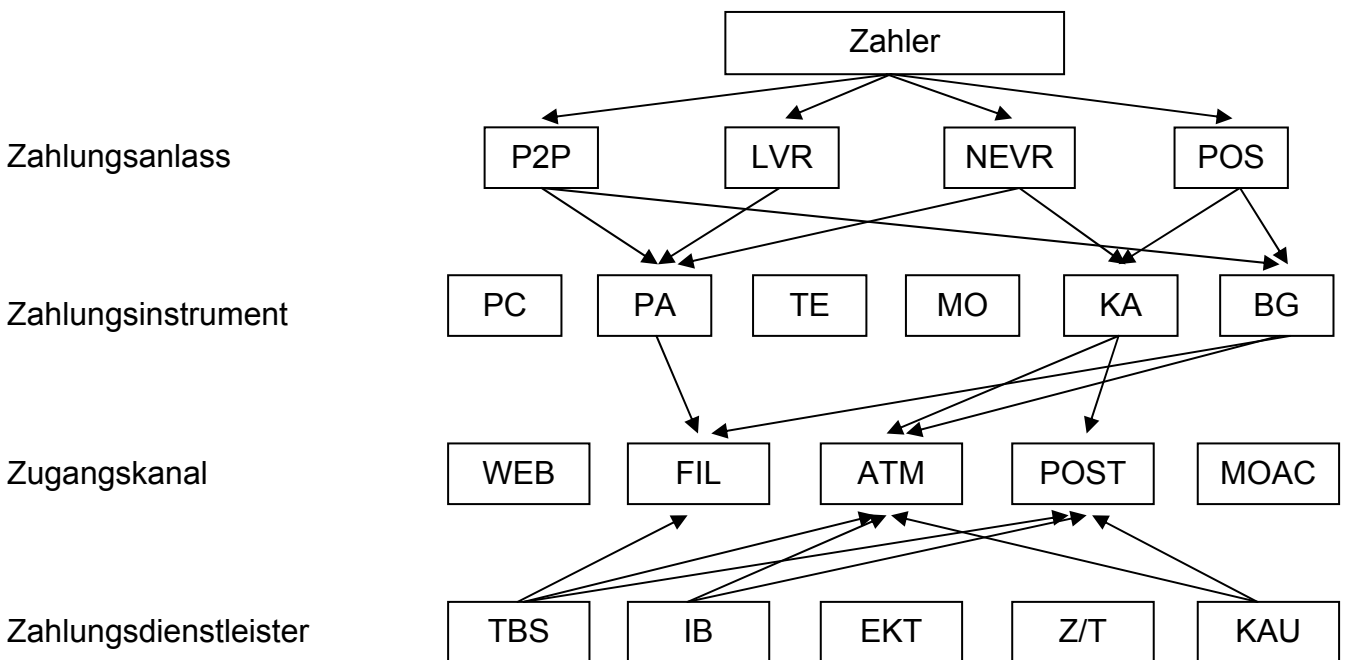 Zahler
Zahlungsanlass P2P LVR NEVR POS
Zahlungsinstrument PC PA TE MO KA BG
Zugangskanal WEB FIL ATM POST MOAC
Zahlungsdienstleister TBS IB EKT Z/T KAU